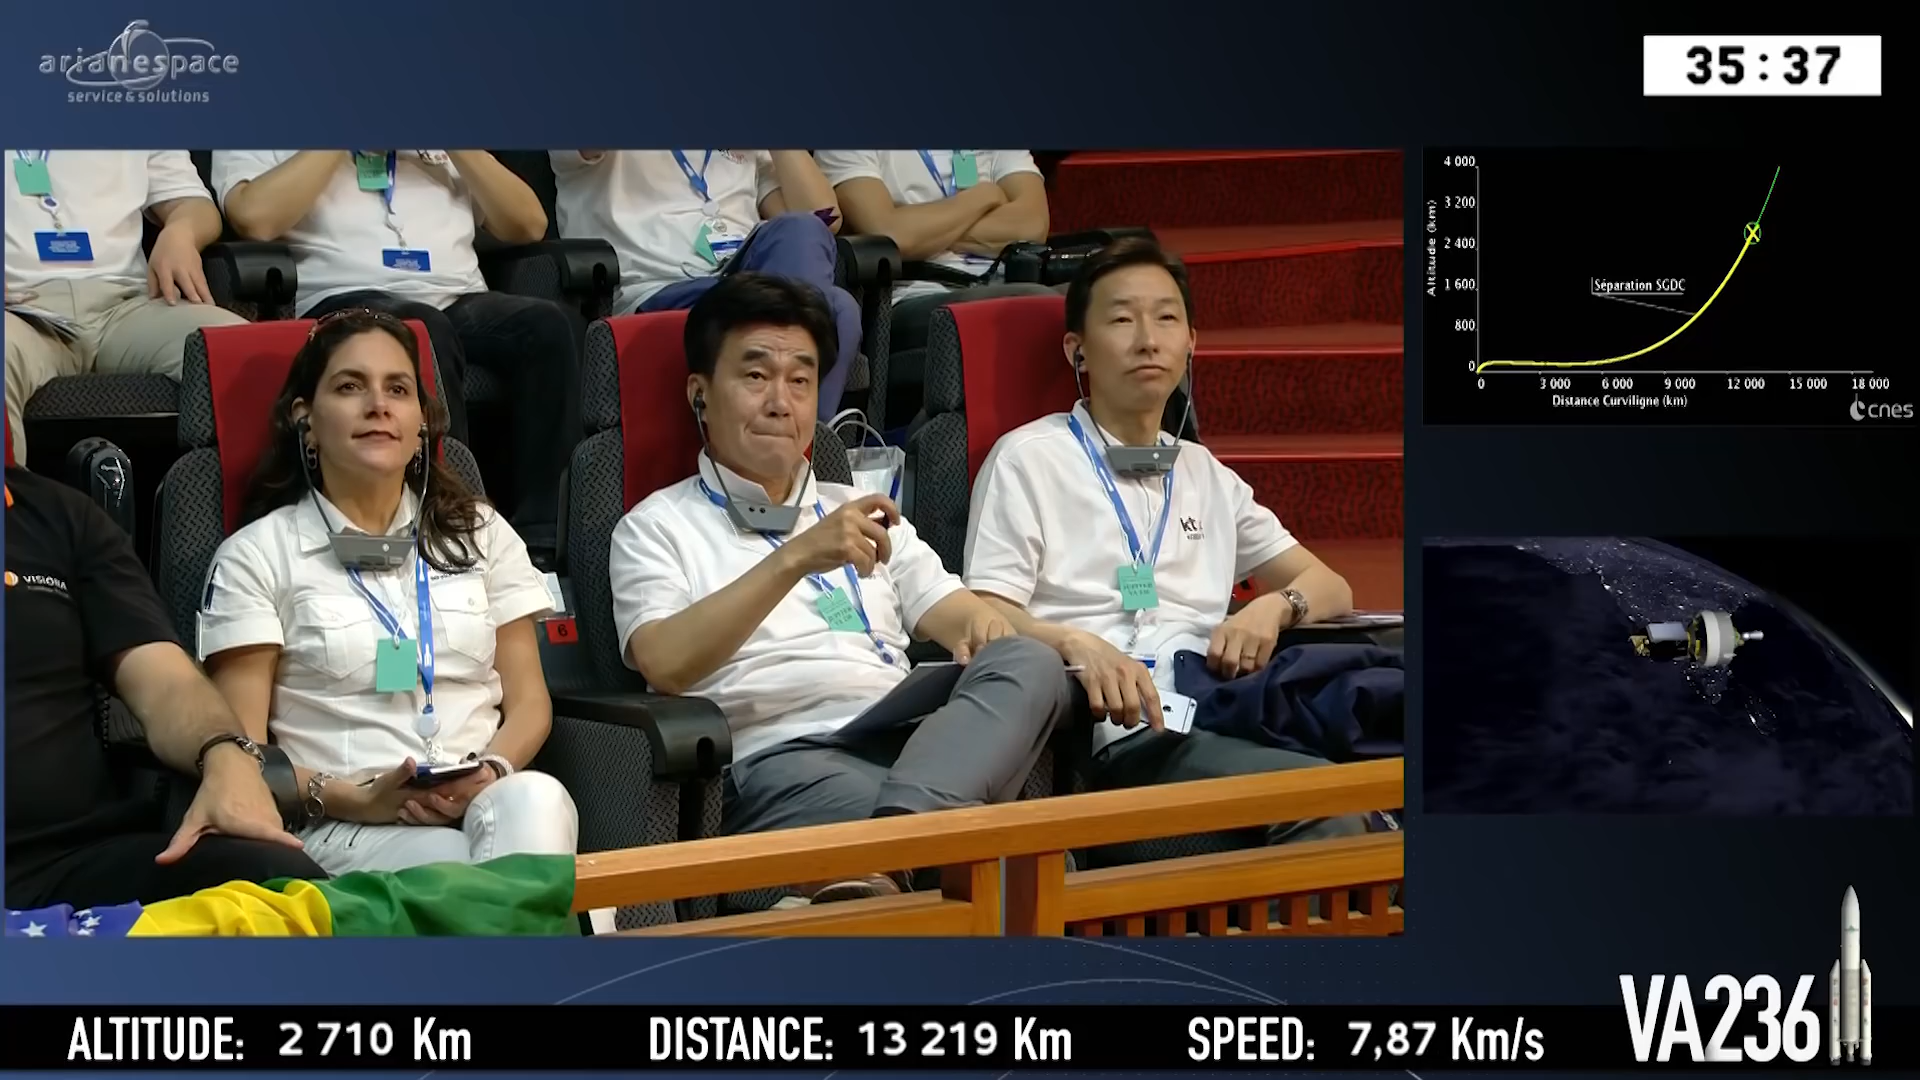 arianespace
service & solutions
35:37
4 000
3 200
2 400
1 600
800
0
Altitude (km)
Séparation SGDC
0
3 000
6 000
9 000
12 000
15 000
18 000
Distance Curviligne (km)
cnes
VISIONA
kt
6
ALTITUDE: 2 710 Km
DISTANCE: 13 219 Km
SPEED: 7,87 Km/s
VA236